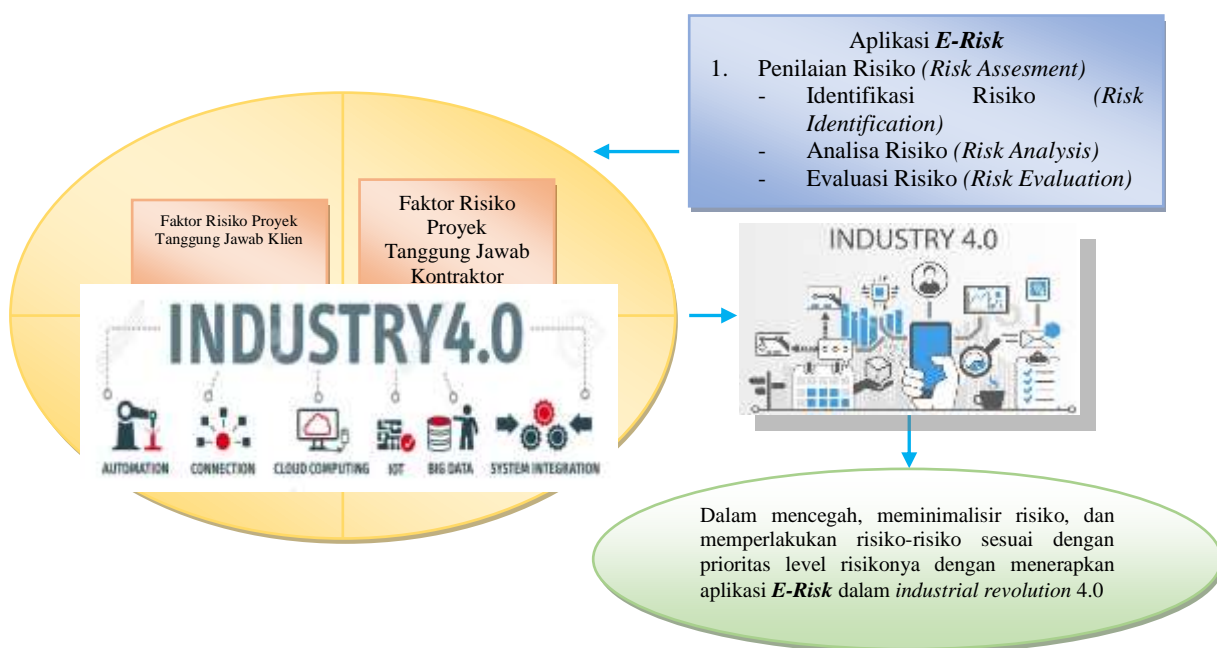 Aplikasi E-Risk
1. Penilaian Risiko (Risk Assesment)
- Identifikasi Risiko (Risk
Identification)
- Analisa Risiko (Risk Analysis)
- Evaluasi Risiko (Risk Evaluation)
Faktor Risiko Proyek
Tanggung Jawab Klien
Faktor Risiko
Proyek
Tanggung Jawab
Kontraktor
INDUSTRY4.0
AUTOMATION CONNECTION CLOUD COMPUTING IOT BIG DATA SYSTEM INTEGRATION
INDUSTRY 4.0
Dalam mencegah, meminimalisir risiko, dan
memperlakukan risiko-risiko sesuai dengan
prioritas level risikonya dengan menerapkan
aplikasi E-Risk dalam industrial revolution 4.0